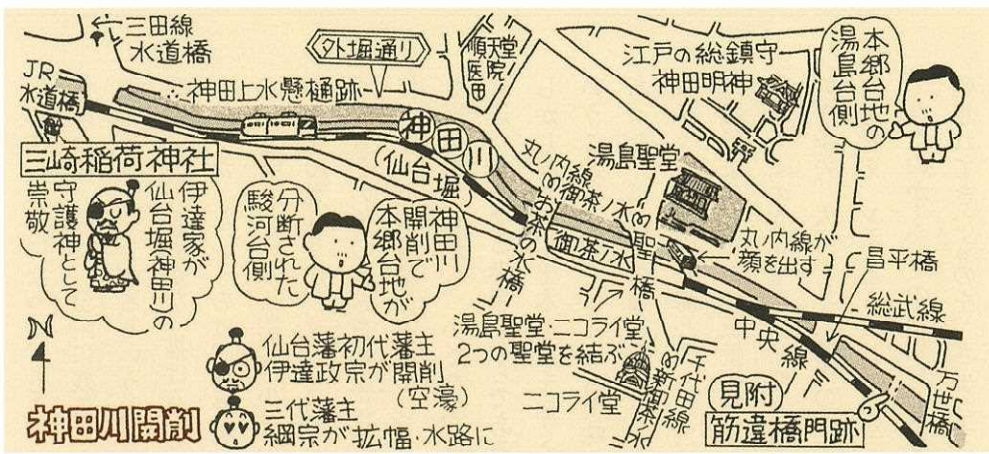 三田線
水道橋
JR
水道橋
外堀通り
神田上水懸樋跡
順天堂
医院
江戸の総鎮守
神田明神
本郷台地の
湯島台側
神田川
(仙台堀)
三崎稲荷神社
伊達家が
仙台堀(神田川)の
守護神として
崇敬
分断された
駿河台側
神田川
開削で
本郷台地が
丸ノ内線
御茶ノ水
お茶の水橋
御茶ノ水
聖橋
湯島聖堂
丸ノ内線が
顔を出す
昌平橋
総武線
中央線
湯島聖堂・ニコライ堂
2つの聖堂を結ぶ
ニコライ堂
千代田線
新御茶ノ水
見附
筋違橋門跡
万世橋
N
仙台藩初代藩主
伊達政宗が開削
(空濠)
三代藩主
綱宗が拡幅・水路に
神田川開削